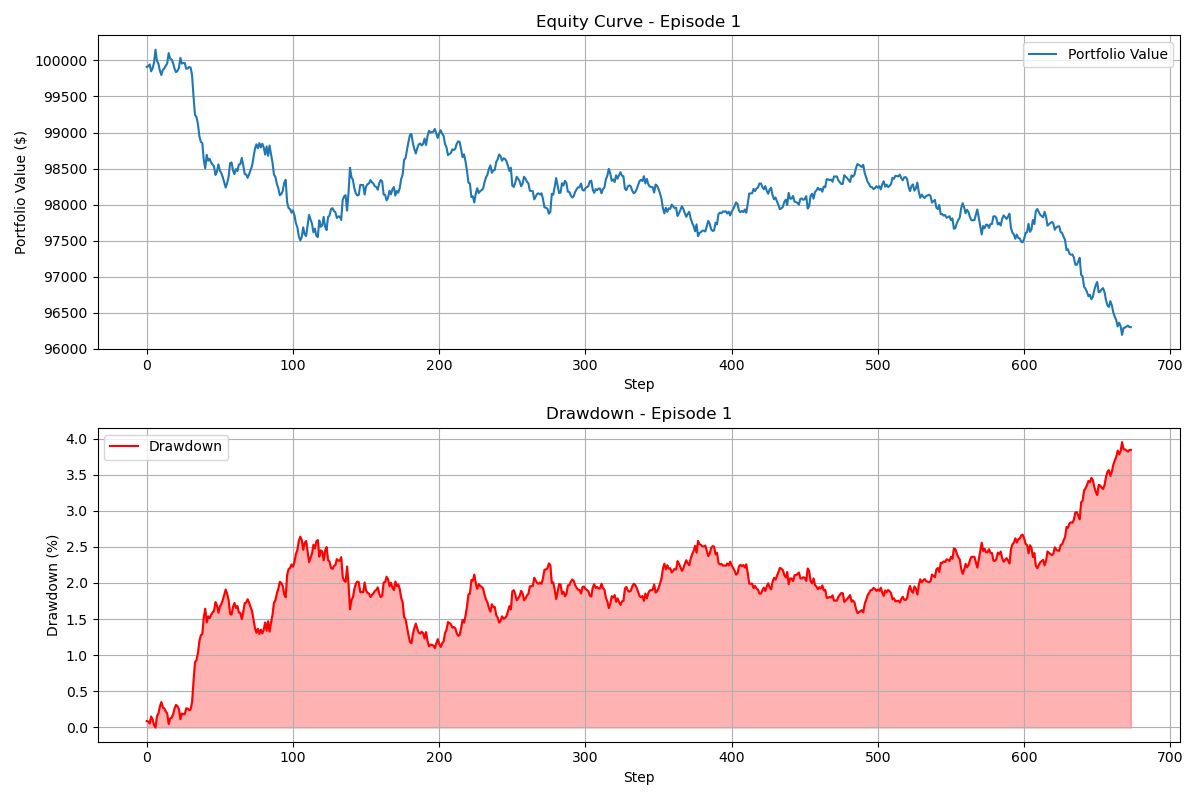 Equity Curve - Episode 1
Portfolio Value
Portfolio Value ($)
100000
99500
99000
98500
98000
97500
97000
96500
96000
0 100 200 300 400 500 600 700
Step
Drawdown - Episode 1
Drawdown
Drawdown (%)
4.0
3.5
3.0
2.5
2.0
1.5
1.0
0.5
0.0
0 100 200 300 400 500 600 700
Step